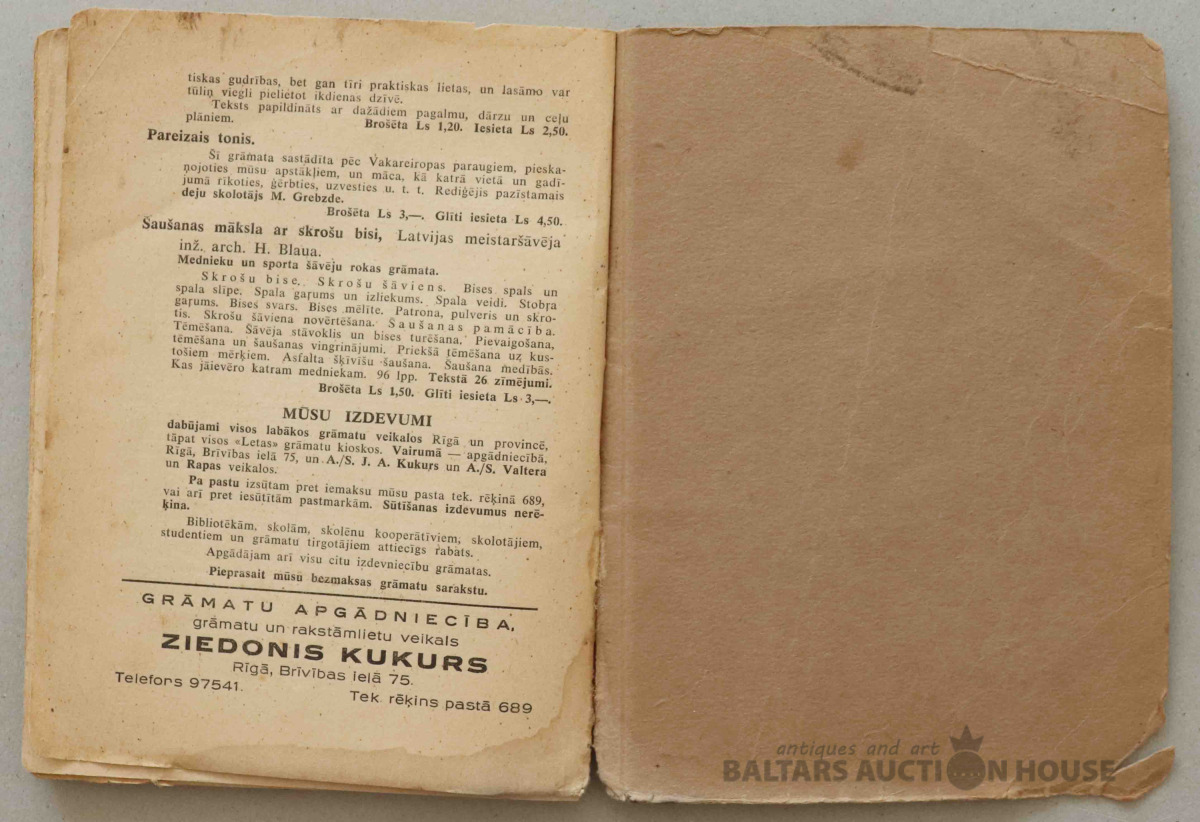 tiskas gudrības, bet gan tīri praktiskas lietas, un lasāmo var
tūliņ viegli pielietot ikdienas dzīvē.
Teksts papildināts ar dažādiem pagalmu, dārzu un ceļu
plāniem. Brošēta Ls 1,20. Iesieta Ls 2,50.
Pareizais tonis.
Šī grāmata sastādīta pēc Vakareiropas paraugiem, pieska-
ņojoties mūsu apstākļiem, un māca, kā katrā vietā un gadī-
jumā rīkoties, ģērbties, uzvesties u. t. t. Rediģējis pazīstamais
deju skolotājs M. Grebzde.
Brošēta Ls 3,—. Glīti iesieta Ls 4,50.
Šaušanas māksla ar skrošu bisi, Latvijas meistaršāvēja
inž. arch. H. Blaua.
Mednieku un sporta šāvēju rokas grāmata.
Skrošu bise. Skrošu šāviens. Bises spals un
spala slīpe. Spala gaŗums un izliekums. Spala veidi. Stobra
gaŗums. Bises svars. Bises mēlīte. Patrona, pulveris un skro-
tis. Skrošu šāviena novērtēšana. Šaušanas pamācība.
Tēmēšana. Šāvēja stāvoklis un bises turēšana. Pievaigošana,
tēmēšana un šaušanas vingrinājumi. Priekšā tēmēšana uz kus-
tošiem mērķiem. Asfalta šķīvīšu šaušana. Šaušana medībās.
Kas jāievēro katram medniekam. 96 lpp. Tekstā 26 zīmējumi.
Brošēta Ls 1,50. Glīti iesieta Ls 3,—.
MŪSU IZDEVUMI
dabūjami visos labākos grāmatu veikalos Rīgā un provincē,
tāpat visos «Letas» grāmatu kioskos. Vairumā — apgādniecībā,
Rīgā, Brīvības ielā 75, un A./S. J. A. Kukurs un A./S. Valtera
un Rapas veikalos.
Pa pastu izsūtam pret iemaksu mūsu pasta tek. rēķinā 689,
vai arī pret iesūtītām pastmarkām. Sūtīšanas izdevumus nerē-
ķina.
Bibliotēkām, skolām, skolēnu kooperātīviem, skolotājiem,
studentiem un grāmatu tirgotājiem attiecīgs rabats.
Apgādājam arī visu citu izdevniecību grāmatas.
Pieprasait mūsu bezmaksas grāmatu sarakstu.
GRĀMATU APGĀDNIECĪBA,
grāmatu un rakstāmlietu veikals
ZIEDONIS KUKURS
Rīgā, Brīvības ielā 75.
Telefons 97541. Tek. rēķins pastā 689
antiques and art
BALTARS AUCTION HOUSE